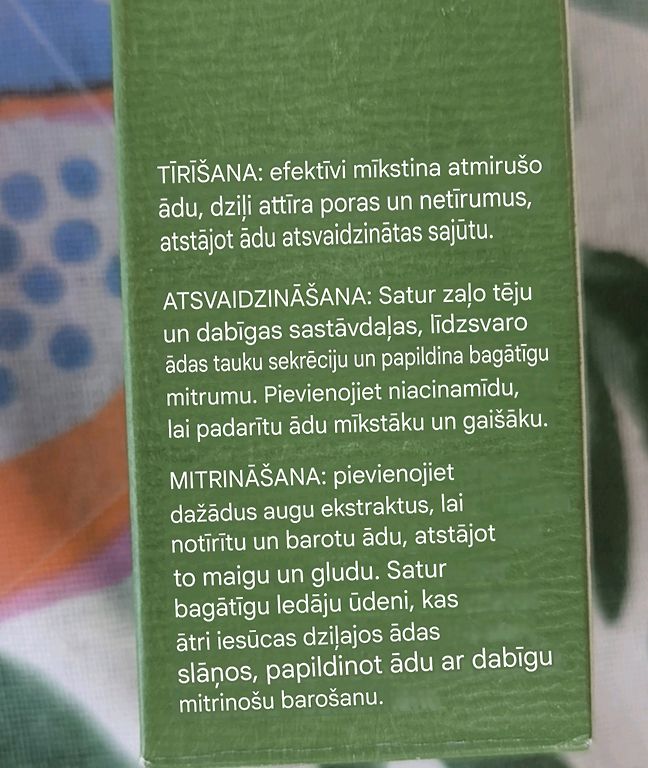 TĪRĪŠANA: efektīvi mīkstina atmirušo
ādu, dziļi attīra poras un netīrumus,
atstājot ādu atsvaidzinātas sajūtu.
ATSVAIDZINĀŠANA: Satur zaļo tēju
un dabīgas sastāvdaļas, līdzsvaro
ādas tauku sekrēciju un papildina bagātīgu
mitrumu. Pievienojiet niacinamīdu,
lai padarītu ādu mīkstāku un gaišāku.
MITRINĀŠANA: pievienojiet
dažādus augu ekstraktus, lai
notīrītu un barotu ādu, atstājot
to maigu un gludu. Satur
bagātīgu ledāju ūdeni, kas
ātri iesūcas dziļajos ādas
slāņos, papildinot ādu ar dabīgu
mitrinošu barošanu.